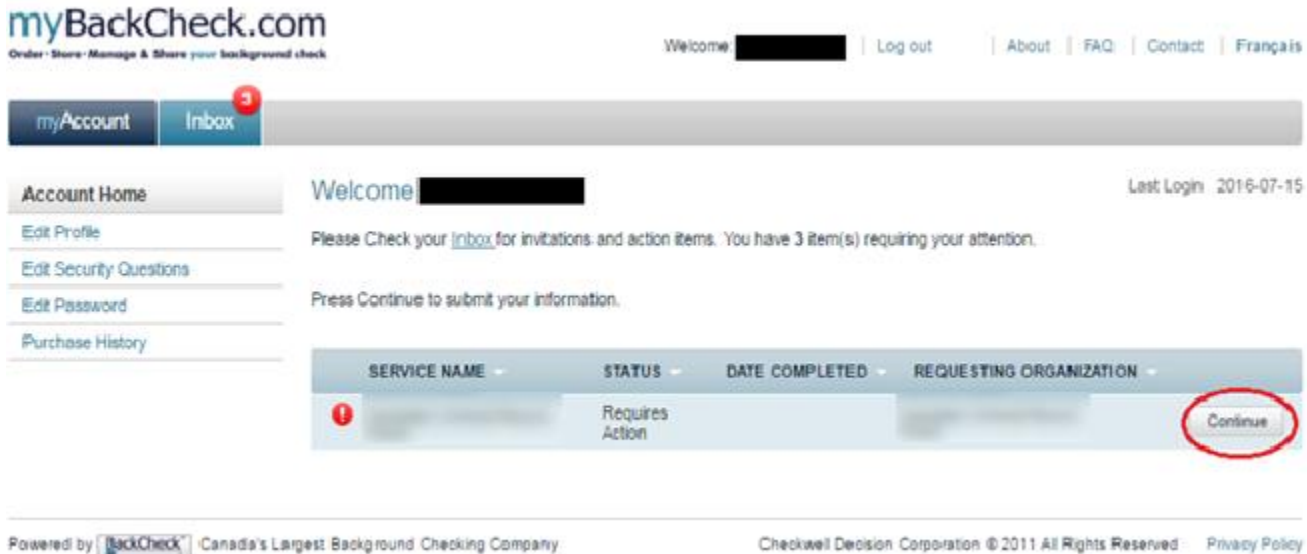 myBackCheck.com
Order · Store · Manage & Share your background check
Welcome: Log out About FAQ Contact Français
myAccount Inbox 3
Account Home
Edit Profile
Edit Security Questions
Edit Password
Purchase History
Welcome
Last Login 2016-07-15
Please Check your Inbox for invitations and action items. You have 3 item(s) requiring your attention.
Press Continue to submit your information.
SERVICE NAME STATUS DATE COMPLETED REQUESTING ORGANIZATION
Requires
Action
Continue
Powered by BackCheck Canada's Largest Background Checking Company
Checkwell Decision Corporation © 2011 All Rights Reserved Privacy Policy